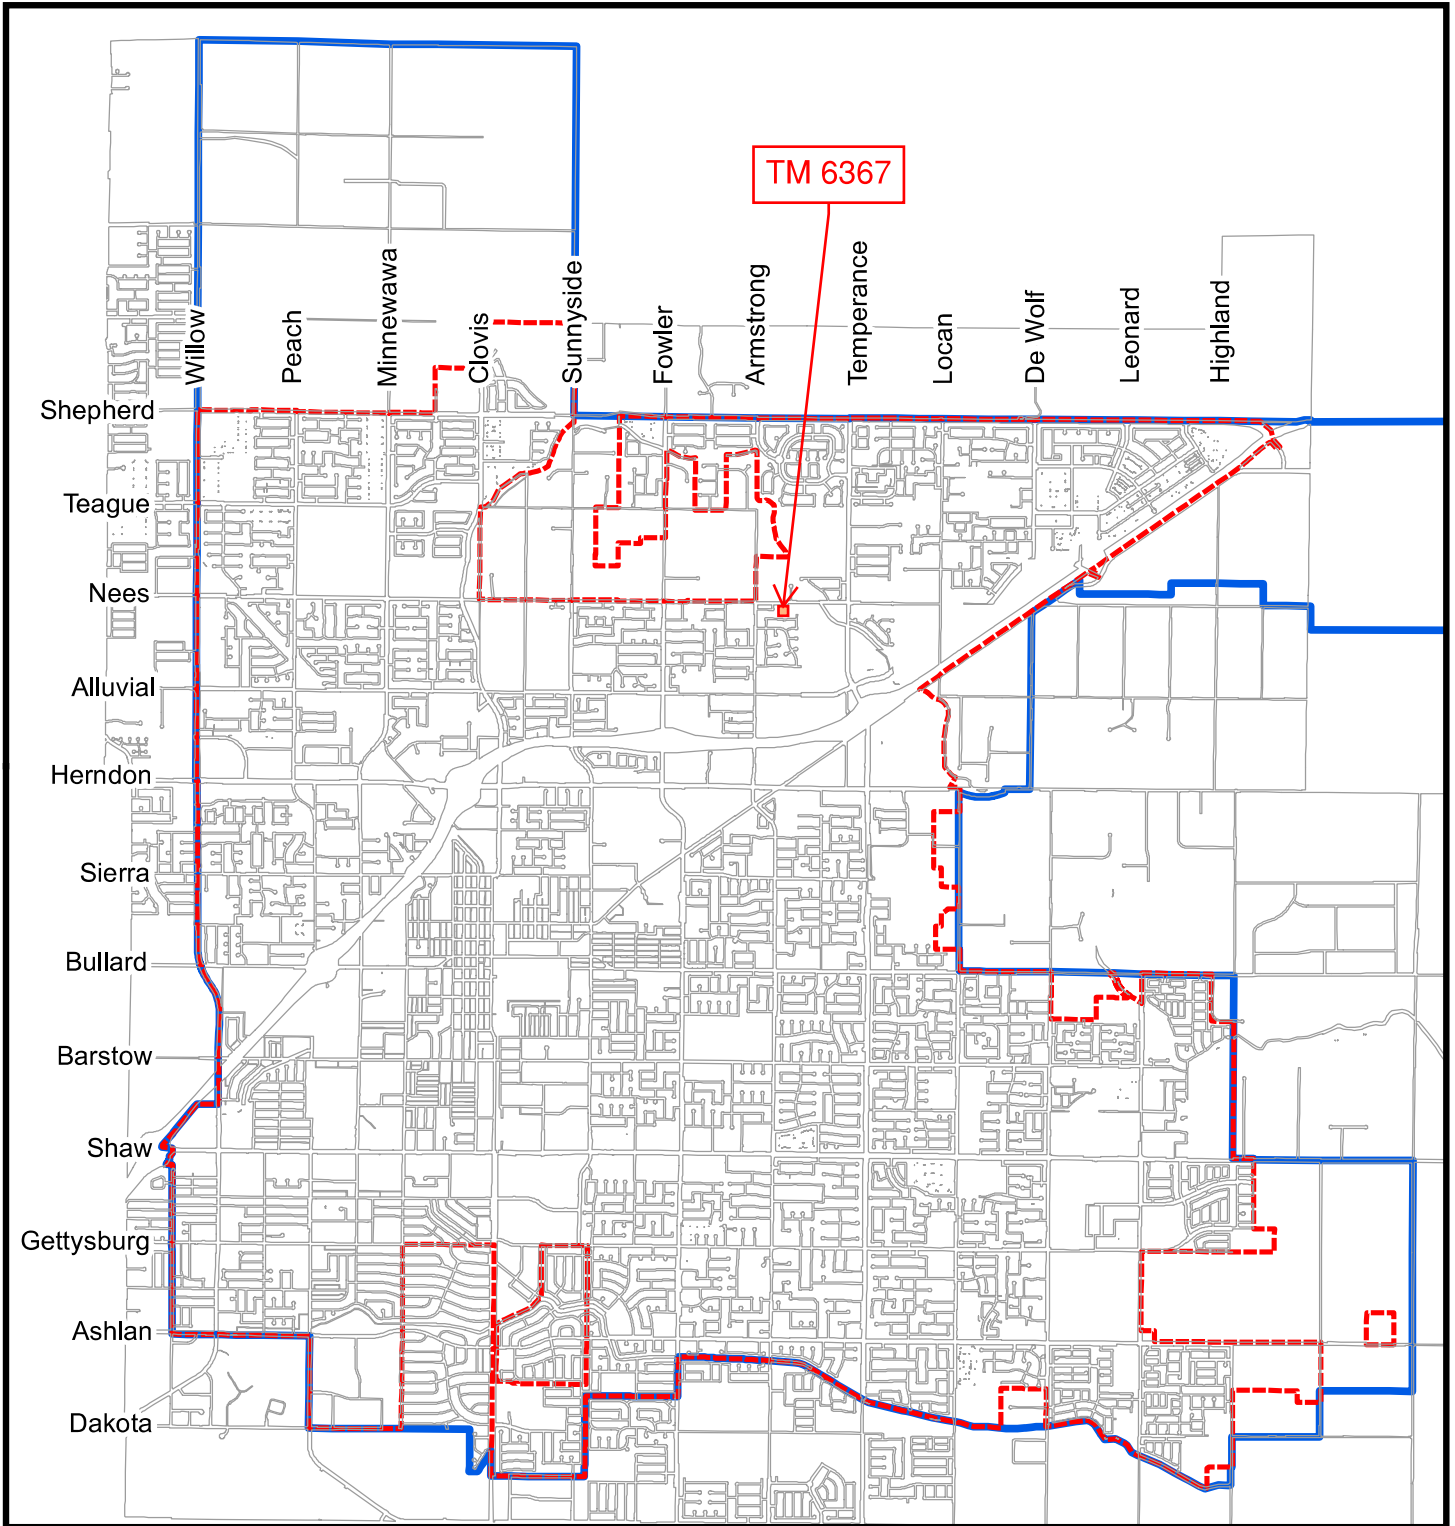 TM 6367
Willow
Peach
Minnewawa
Clovis
Sunnyside
Fowler
Armstrong
Temperance
Locan
De Wolf
Leonard
Highland
Shepherd
Teague
Nees
Alluvial
Herndon
Sierra
Bullard
Barstow
Shaw
Gettysburg
Ashlan
Dakota